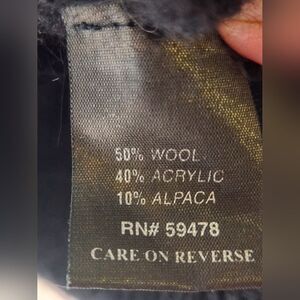 50% WOOL
40% ACRYLIC
10% ALPACA
RN# 59478
CARE ON REVERSE